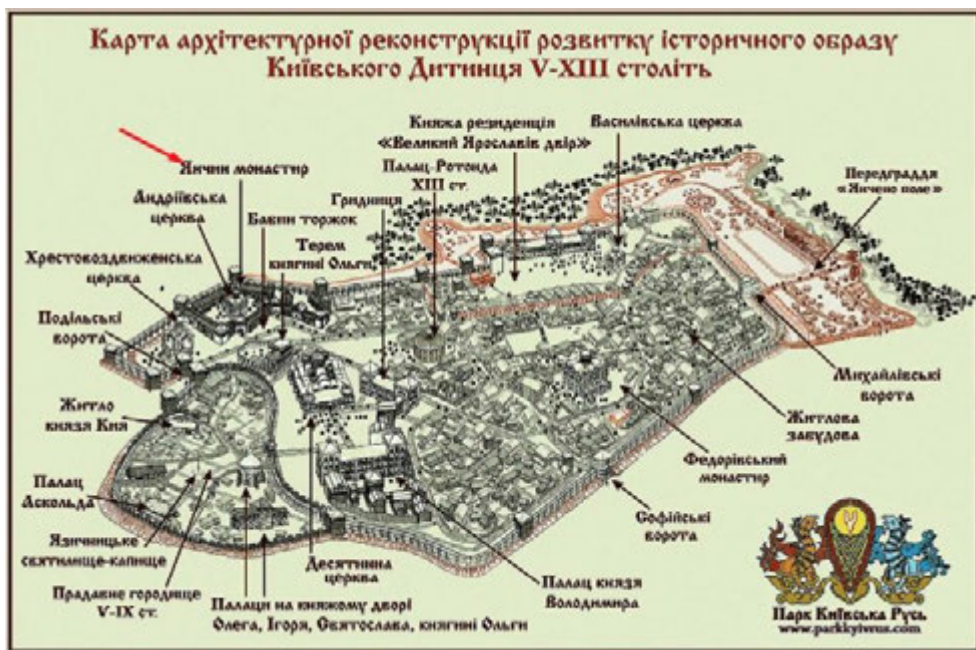 Карта архітектурної реконструкції розвитку історичного образу
Київського Дитинця V-XIII століть
Княжа резиденція
«Великий Ярославів двір»
Василівська церква
Янчин монастир
Палац-Ротонда
XIII ст.
Передграддя
«Янчено поле»
Андріївська
церква
Бабин торжок
Гридниця
Терем
княгині Ольги
Хрестовоздвиженська
церква
Подільські
ворота
Михайлівські
ворота
Житло
князя Кия
Житлова
забудова
Федорівський
монастир
Палац
Аскольда
Софійські
ворота
Язичницьке
святилище-капище
Десятинна
церква
Палац князя
Володимира
Прадавнє городище
V-IX ст.
Палаци на княжому дворі
Олега, Ігоря, Святослава, княгині Ольги
Парк Київська Русь
www.parkkyivrus.com